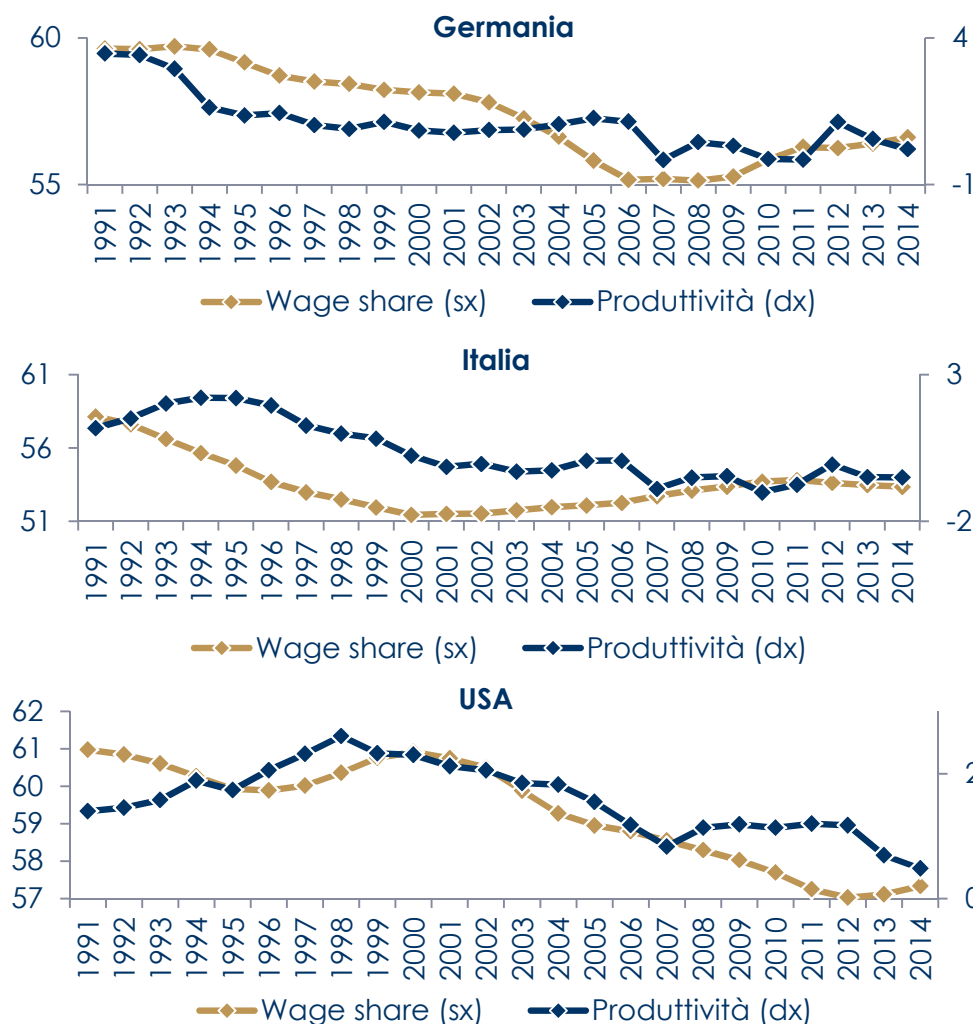 Germania
60 4
55 -1
1991 1992 1993 1994 1995 1996 1997 1998 1999 2000 2001 2002 2003 2004 2005 2006 2007 2008 2009 2010 2011 2012 2013 2014
Wage share (sx) Produttività (dx)
Italia
61 3
56
51 -2
1991 1992 1993 1994 1995 1996 1997 1998 1999 2000 2001 2002 2003 2004 2005 2006 2007 2008 2009 2010 2011 2012 2013 2014
Wage share (sx) Produttività (dx)
USA
62
61
60 2
59
58
57 0
1991 1992 1993 1994 1995 1996 1997 1998 1999 2000 2001 2002 2003 2004 2005 2006 2007 2008 2009 2010 2011 2012 2013 2014
Wage share (sx) Produttività (dx)